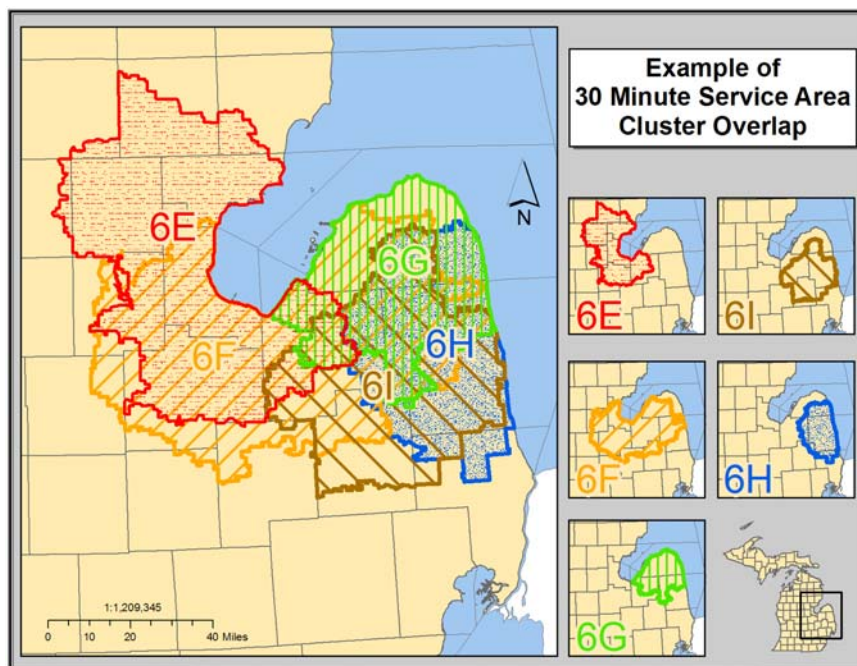 Example of
30 Minute Service Area
Cluster Overlap
6E
6G
6F
6H
6I
N
1:1,209,345
0 10 20 40 Miles
6E
6I
6F
6H
6G